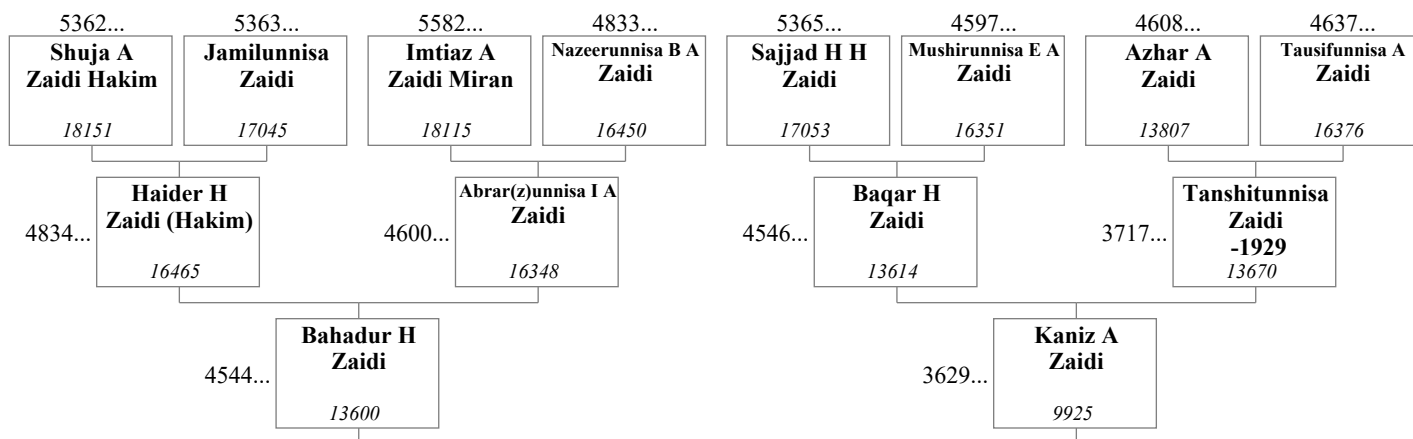 5362... 5363... 5582... 4833... 5365... 4597... 4608... 4637...
Shuja A
Zaidi Hakim
18151
Jamilunnisa
Zaidi
17045
Imtiaz A
Zaidi Miran
18115
Nazeerunnisa B A
Zaidi
16450
Sajjad H H
Zaidi
17053
Mushirunnisa E A
Zaidi
16351
Azhar A
Zaidi
13807
Tausifunnisa A
Zaidi
16376
4834...
Haider H
Zaidi (Hakim)
16465
4600...
Abrar(z)unnisa I A
Zaidi
16348
4546...
Baqar H
Zaidi
13614
3717...
Tanshitunnisa
Zaidi
-1929
13670
4544...
Bahadur H
Zaidi
13600
3629...
Kaniz A
Zaidi
9925